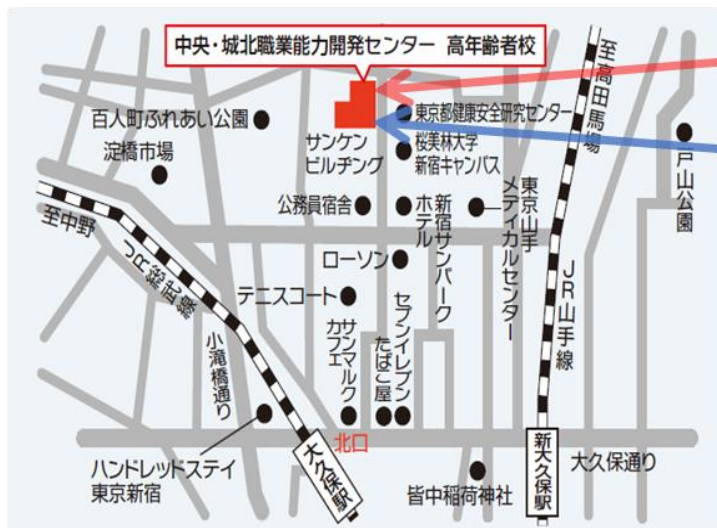 中央・城北職業能力開発センター 高年齢者校
至高田馬場
百人町ふれあい公園
東京都健康安全研究センター
淀橋市場
サンケン
ビルヂング
桜美林大学
新宿キャンパス
戸山公園
至中野
公務員宿舎
新宿サンパーク
ホテル
東京山手
メディカルセンター
JR総武線
ローソン
JR山手線
テニスコート
小滝橋通り
サンマルク
カフェ
たばこ屋
セブンイレブン
北口
大久保駅
新大久保駅
大久保通り
ハンドレッドステイ
東京新宿
皆中稲荷神社